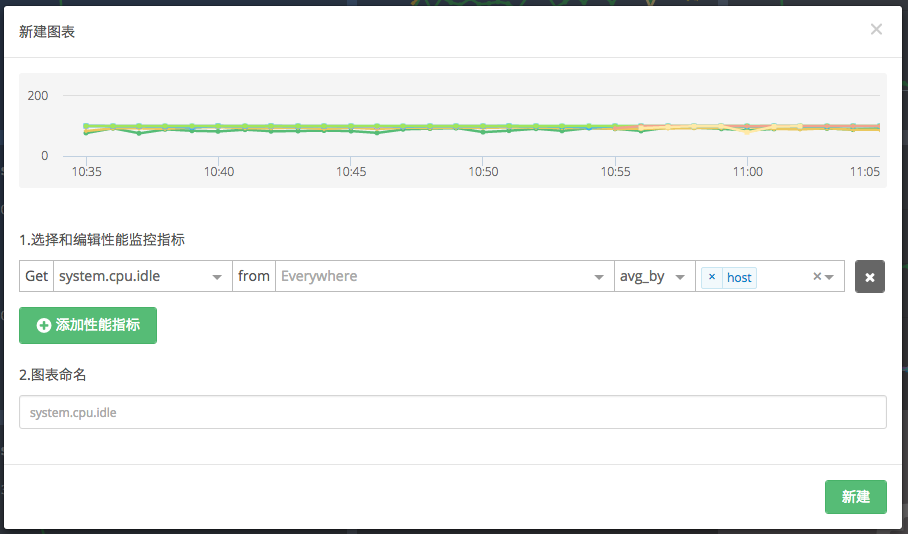 新建图表
×
200
0
10:35 10:40 10:45 10:50 10:55 11:00 11:05
1.选择和编辑性能监控指标
Get system.cpu.idle from Everywhere avg_by × host ×
添加性能指标
2.图表命名
system.cpu.idle
新建